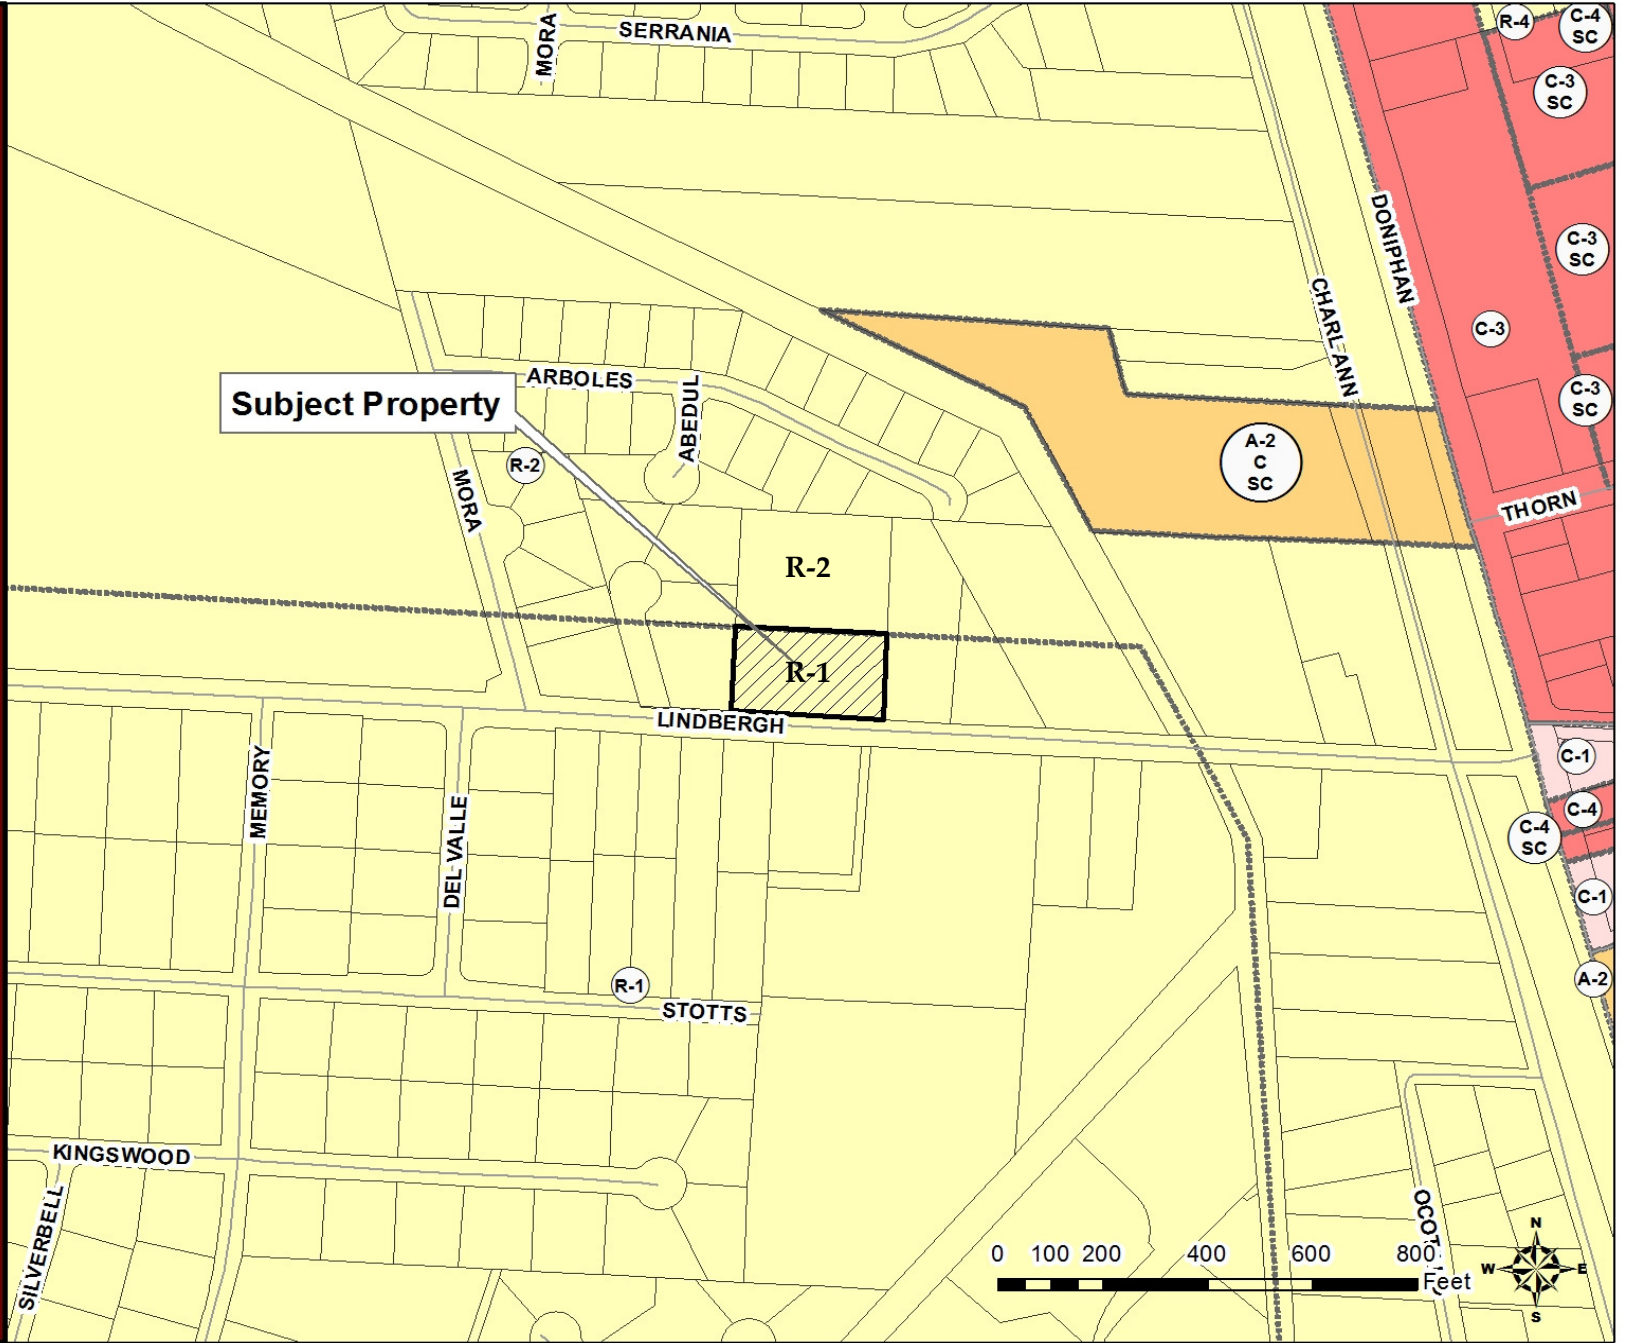 SERRANIA
MORA
R-4
C-4
SC
C-3
SC
DONIPHAN
C-3
SC
CHARL ANN
C-3
ARBOLES
ABEDUL
Subject Property
C-3
SC
R-2
A-2
C
SC
MORA
THORN
R-2
R-1
LINDBERGH
MEMORY
DEL VALLE
C-1
C-4
C-4
SC
C-1
R-1
STOTTS
A-2
KINGSWOOD
SILVERBELL
0 100 200 400 600 800
Feet
N
W E
S